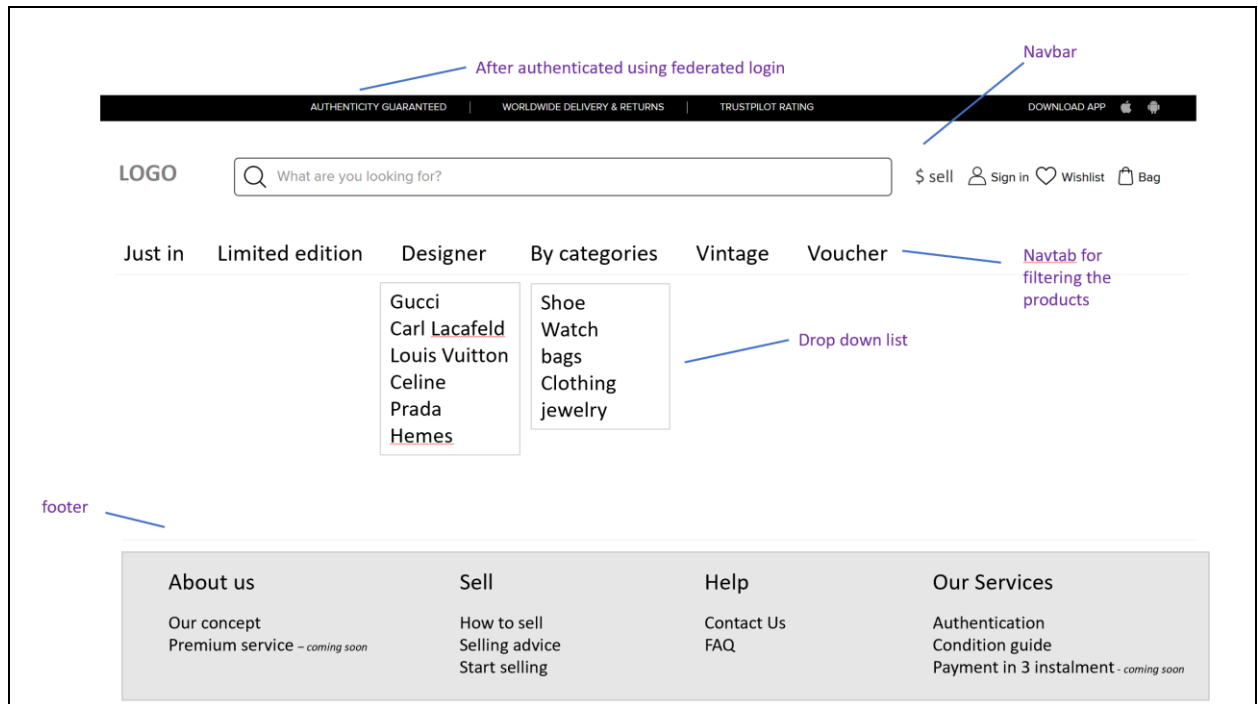 Navbar
After authenticated using federated login
AUTHENTICITY GUARANTEED | WORLDWIDE DELIVERY & RETURNS | TRUSTPILOT RATING DOWNLOAD APP
LOGO What are you looking for? $ sell Sign in Wishlist Bag
Just in Limited edition Designer By categories Vintage Voucher
Navtab for
filtering the
products
Gucci
Carl Lacafeld
Louis Vuitton
Celine
Prada
Hemes
Shoe
Watch
bags
Clothing
jewelry
Drop down list
footer
About us
Our concept
Premium service – coming soon
Sell
How to sell
Selling advice
Start selling
Help
Contact Us
FAQ
Our Services
Authentication
Condition guide
Payment in 3 instalment - coming soon